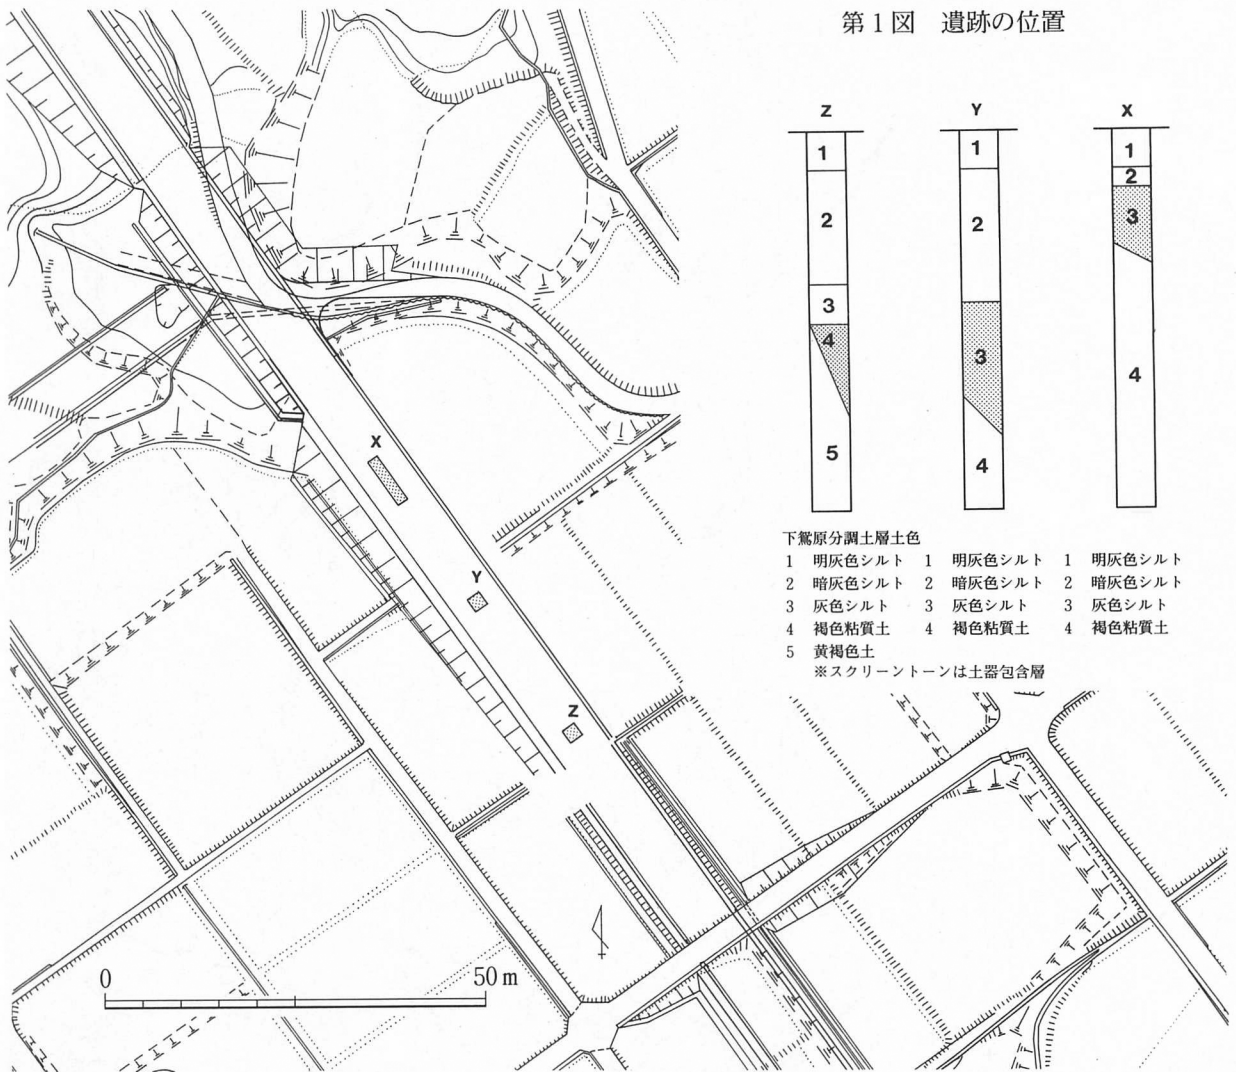 第1図 遺跡の位置
Z Y X
1 1 1
2 2 2
3 3 3
4 4 4
5
下鴛原分調土層土色
1 明灰色シルト 1 明灰色シルト 1 明灰色シルト
2 暗灰色シルト 2 暗灰色シルト 2 暗灰色シルト
3 灰色シルト 3 灰色シルト 3 灰色シルト
4 褐色粘質土 4 褐色粘質土 4 褐色粘質土
5 黄褐色土
※スクリーントーンは土器包含層
X
Y
Z
0 50m